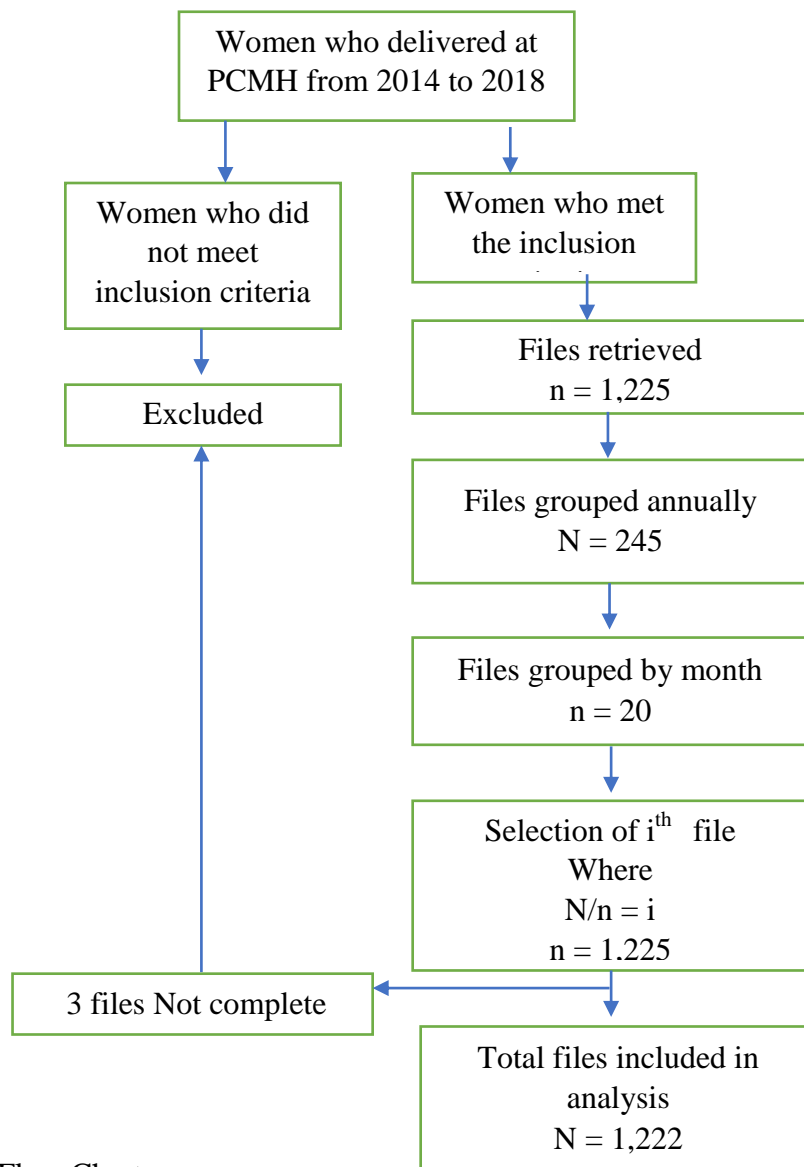 Women who delivered at
PCMH from 2014 to 2018
Women who did
not meet
inclusion criteria
Women who met
the inclusion
Files retrieved
n = 1,225
Excluded
Files grouped annually
N = 245
Files grouped by month
n = 20
Selection of iᵗʰ file
Where
N/n = i
n = 1,225
3 files Not complete
Total files included in
analysis
N = 1,222